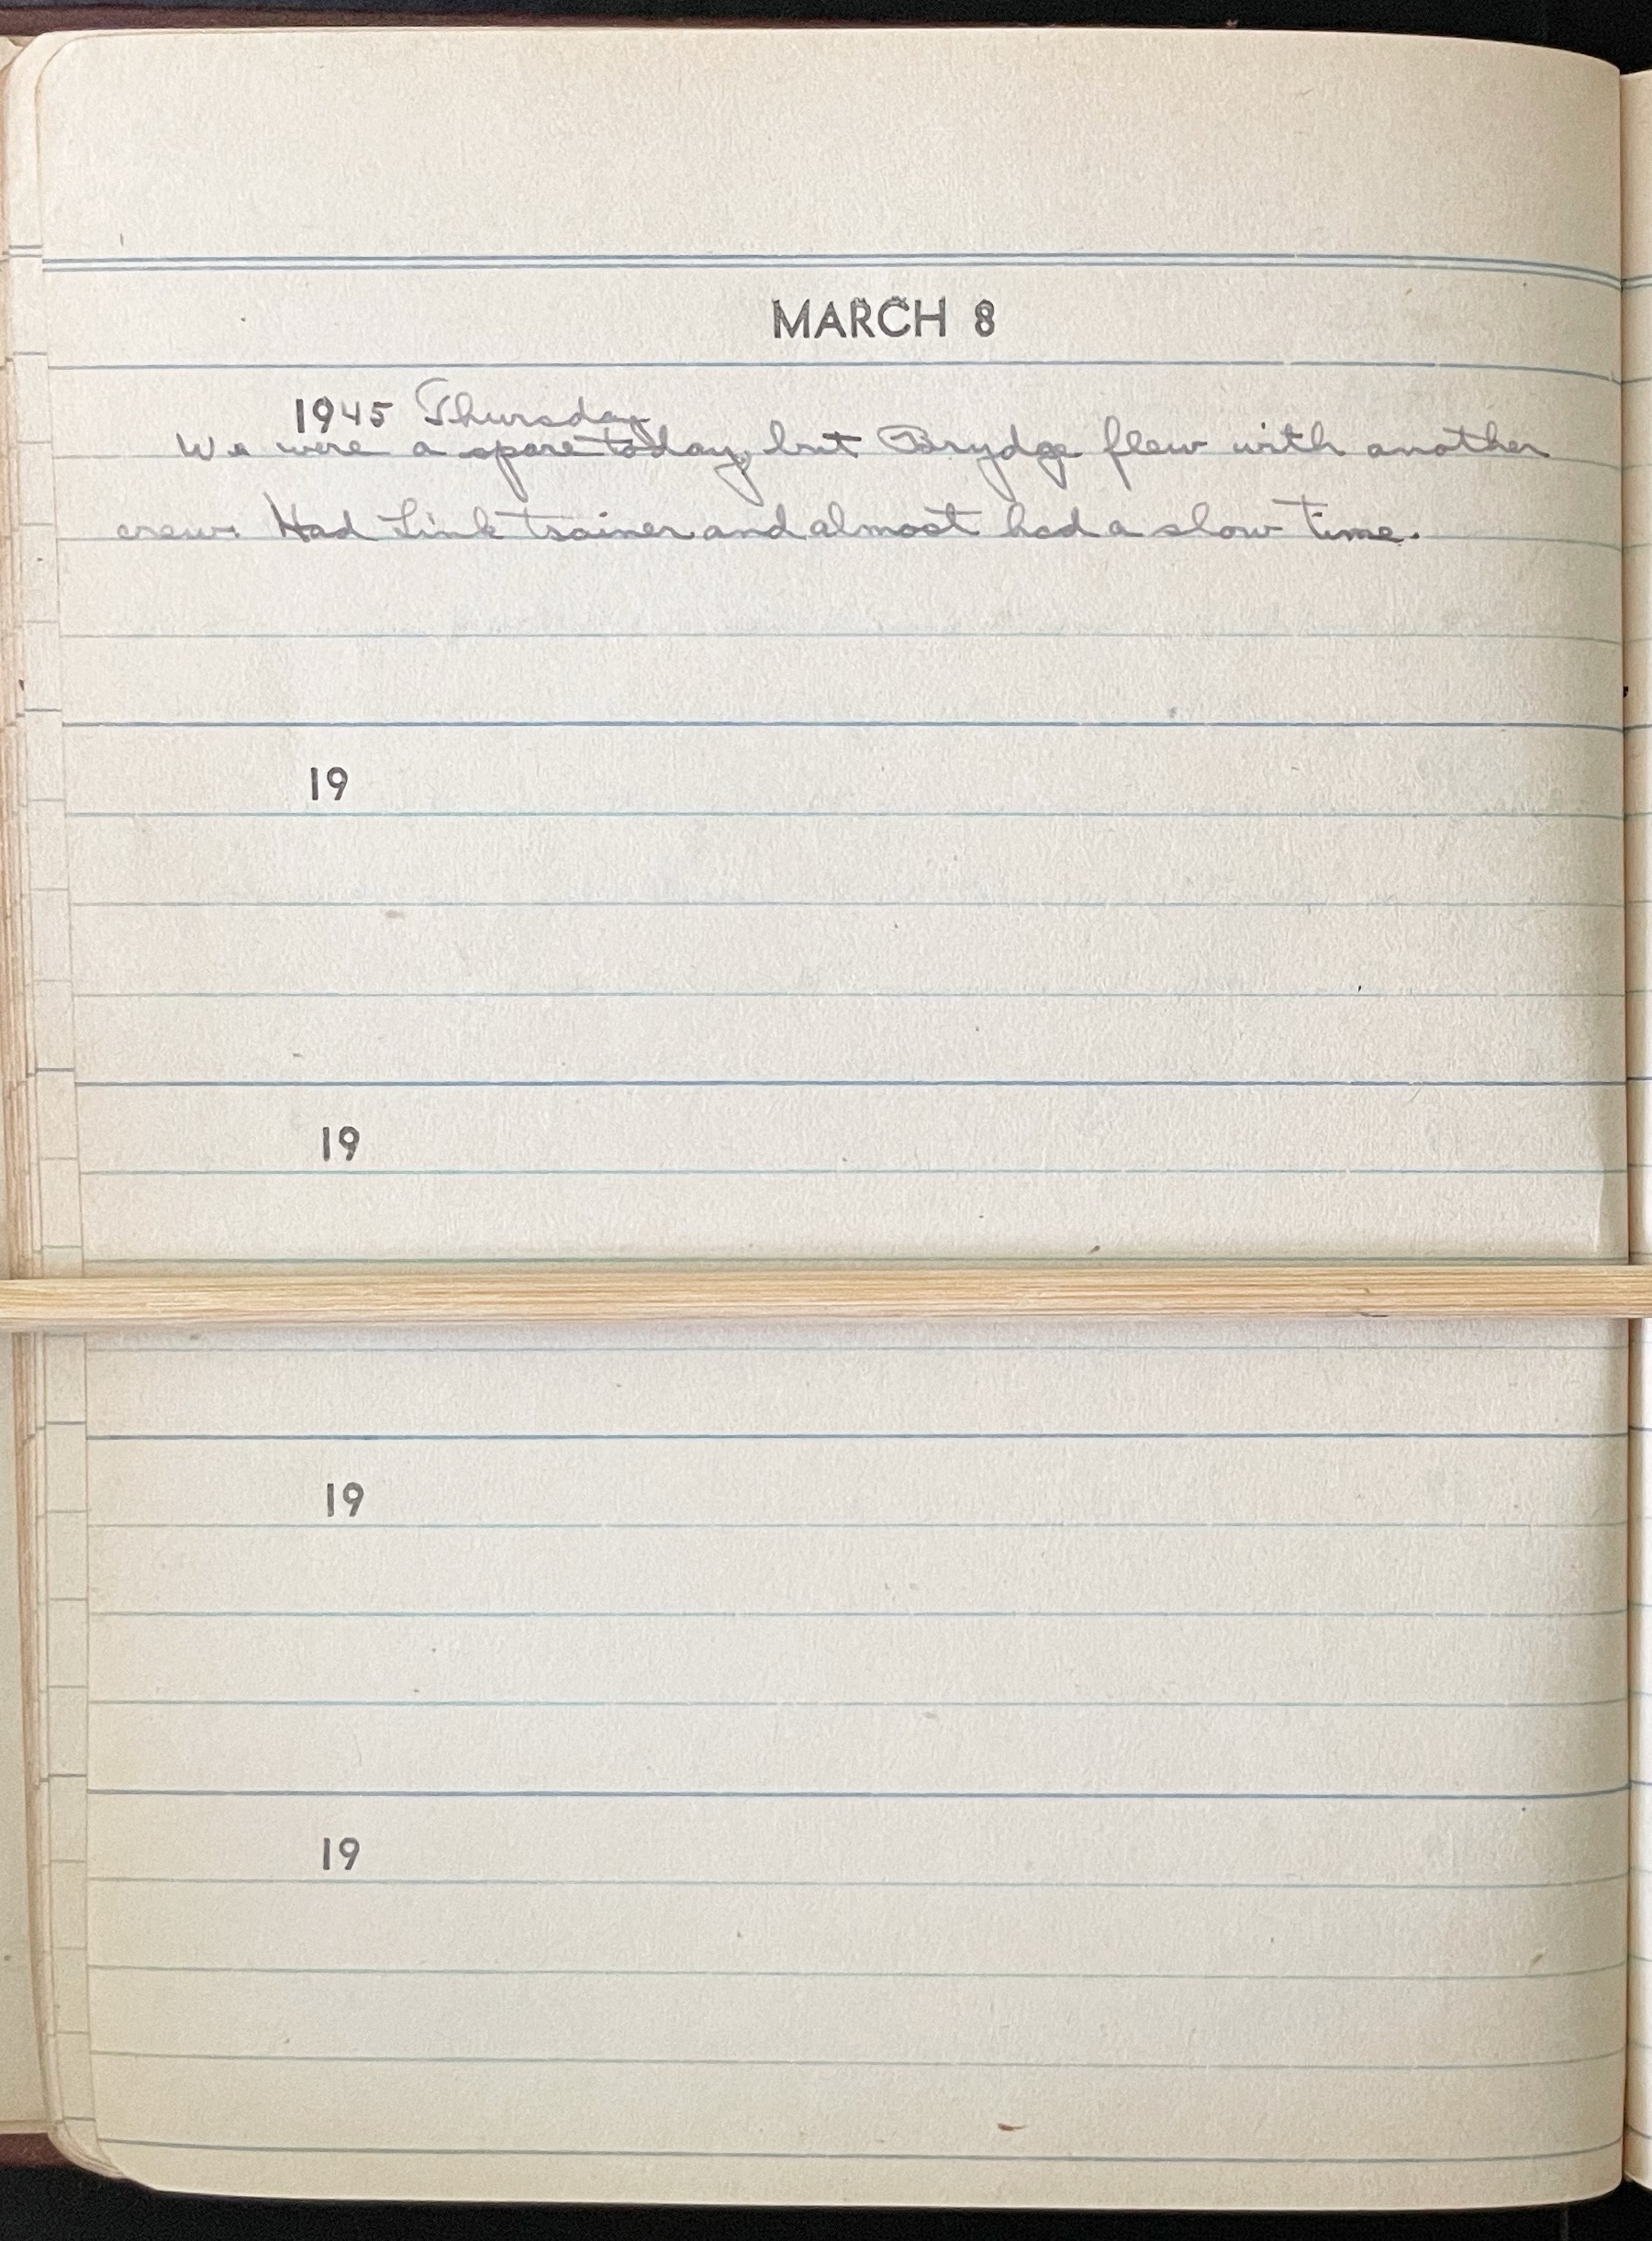 MARCH 8
1945 Thursday
We were a spare today, but Brydge flew with another
crew. Had Link trainer and almost had a slow time.
19
19
19
19